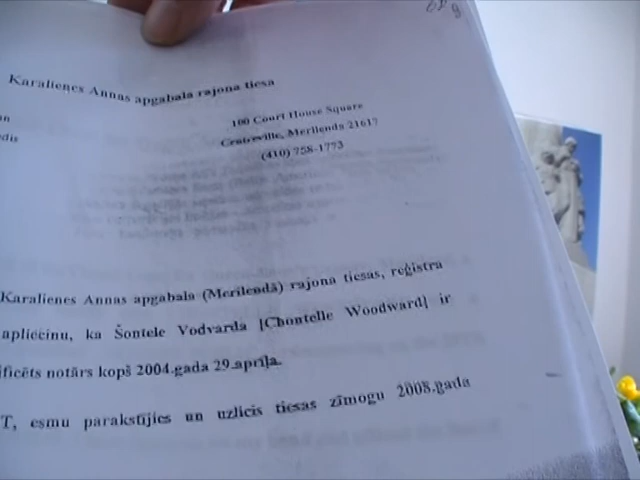 Karalienes Annas apgabala rajona tiesa
100 Court House Square
Centreville, Merilenda 21617
(410) 758-1773
Karalienes Annas apgabala (Merilendā) rajona tiesas, reģistra
apliecinu, ka Šontele Vodvarda [Chontelle Woodward] ir
ificēts notārs kopš 2004.gada 29.aprīļa.
T, esmu parakstījies un uzlicis tiesas zīmogu 2008.gada